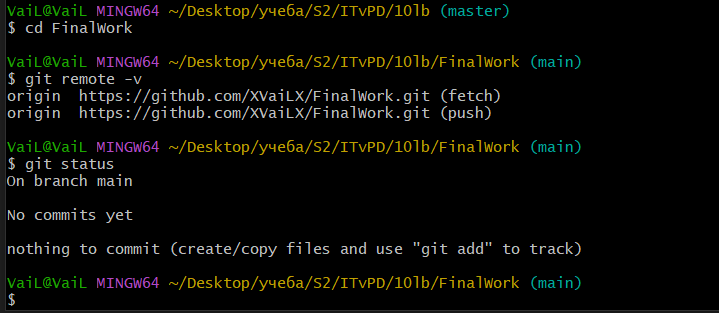 VaiL@VaiL MINGW64 ~/Desktop/учеба/S2/ITvPD/10lb (master)
$ cd FinalWork
VaiL@VaiL MINGW64 ~/Desktop/учеба/S2/ITvPD/10lb/FinalWork (main)
$ git remote -v
origin  https://github.com/XVaiLX/FinalWork.git (fetch)
origin  https://github.com/XVaiLX/FinalWork.git (push)
VaiL@VaiL MINGW64 ~/Desktop/учеба/S2/ITvPD/10lb/FinalWork (main)
$ git status
On branch main
No commits yet
nothing to commit (create/copy files and use "git add" to track)
VaiL@VaiL MINGW64 ~/Desktop/учеба/S2/ITvPD/10lb/FinalWork (main)
$